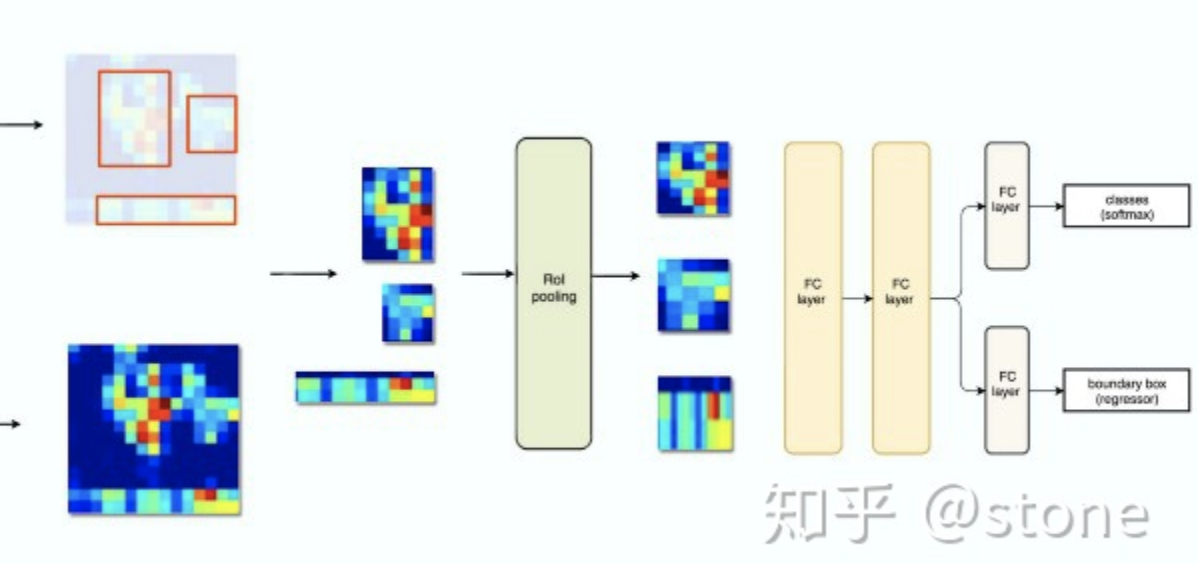 RoI
pooling
FC
layer
FC
layer
FC
layer
classes
(softmax)
FC
layer
boundary box
(regressor)
知乎 @stone